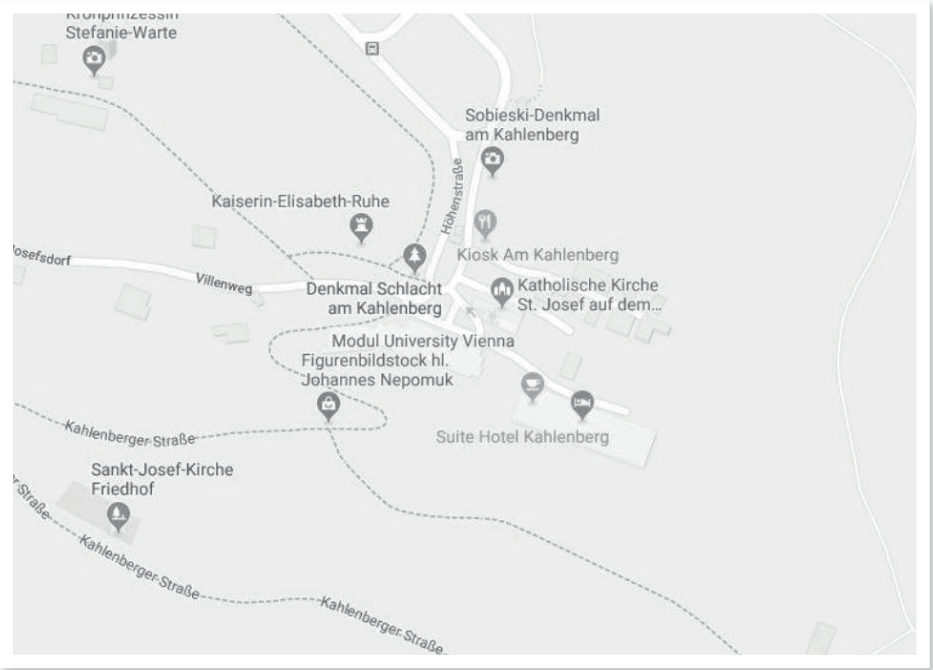 Kronprinzessin
Stefanie-Warte
Sobieski-Denkmal
am Kahlenberg
Höhenstraße
Kaiserin-Elisabeth-Ruhe
Kiosk Am Kahlenberg
Josefsdorf
Villenweg
Denkmal Schlacht
am Kahlenberg
Katholische Kirche
St. Josef auf dem...
Modul University Vienna
Figurenbildstock hl.
Johannes Nepomuk
Kahlenberger-Straße
Suite Hotel Kahlenberg
Sankt-Josef-Kirche
Friedhof
r-Straße
Kahlenberger-Straße
Kahlenberger-Straße